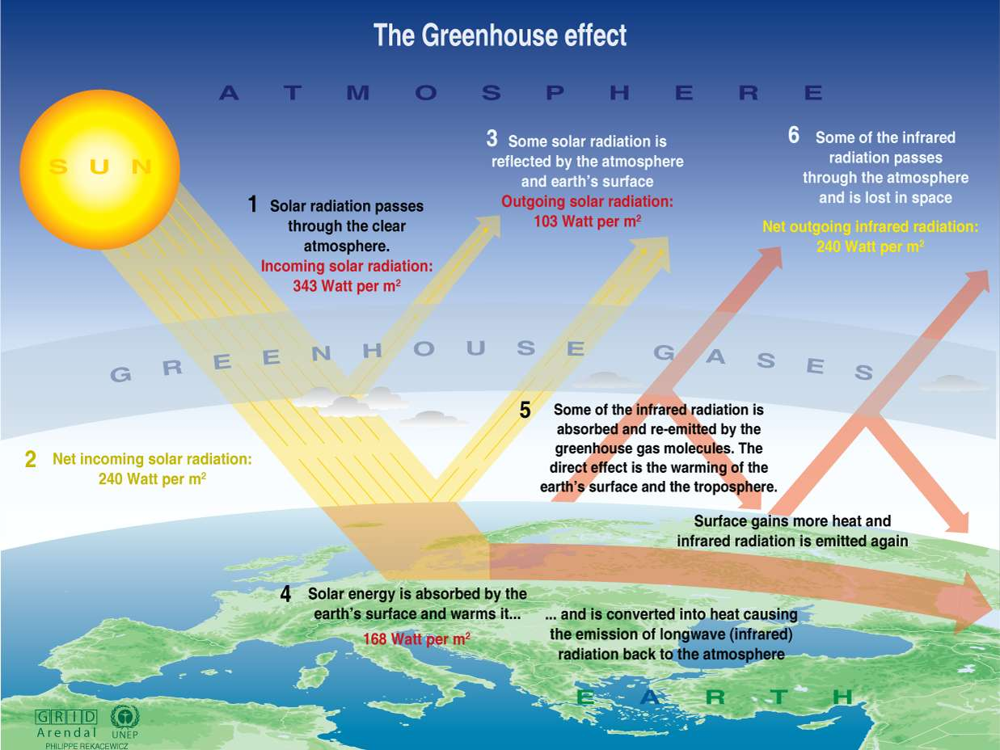 The Greenhouse effect
ATMOSPHERE
SUN
1 Solar radiation passes
through the clear
atmosphere.
Incoming solar radiation:
343 Watt per m²
3 Some solar radiation is
reflected by the atmosphere
and earth's surface
Outgoing solar radiation:
103 Watt per m²
6 Some of the infrared
radiation passes
through the atmosphere
and is lost in space
Net outgoing infrared radiation:
240 Watt per m²
GREENHOUSE GASES
2 Net incoming solar radiation:
240 Watt per m²
5 Some of the infrared radiation is
absorbed and re-emitted by the
greenhouse gas molecules. The
direct effect is the warming of the
earth's surface and the troposphere.
Surface gains more heat and
infrared radiation is emitted again
4 Solar energy is absorbed by the
earth's surface and warms it...
168 Watt per m²
... and is converted into heat causing
the emission of longwave (infrared)
radiation back to the atmosphere
EARTH
GRID
Arendal
UNEP
PHILIPPE REKACEWICZ